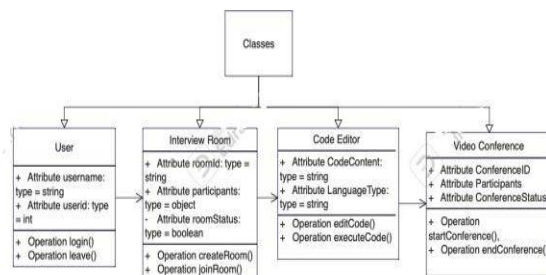 Classes
User
+ Attribute username:
type = string
+ Attribute userid: type
= int
+ Operation login()
+ Operation leave()
Interview Room
+ Attribute roomId: type =
string
+ Attribute participants:
type = object
- Attribute roomStatus:
type = boolean
+ Operation createRoom()
+ Operation joinRoom()
Code Editor
+ Attribute CodeContent:
type = string
+ Attribute LanguageType:
type = string
+ Operation editCode()
+ Operation executeCode()
Video Conference
+ Attribute ConferenceID
+ Attribute Participants
+ Attribute ConferenceStatus
+ Operation
startConference(),
+ Operation endConference()